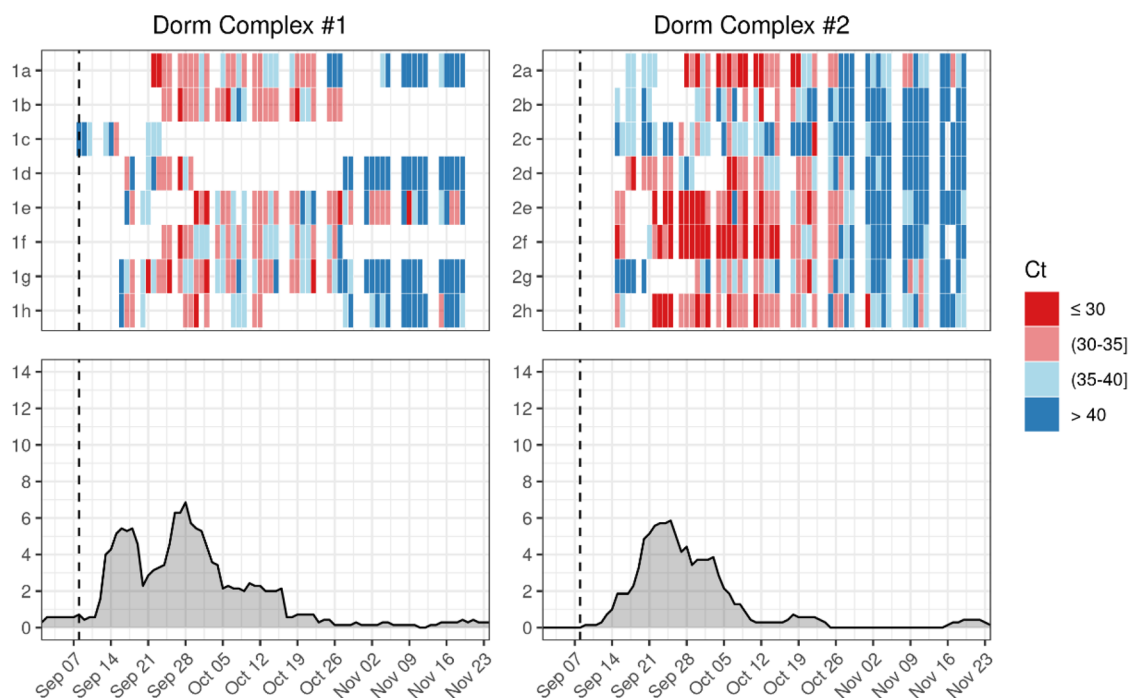 Dorm Complex #1
Dorm Complex #2
1a
1b
1c
1d
1e
1f
1g
1h
2a
2b
2c
2d
2e
2f
2g
2h
Ct
≤ 30
(30-35]
(35-40]
> 40
14
12
10
8
6
4
2
0
14
12
10
8
6
4
2
0
Sep 07
Sep 14
Sep 21
Sep 28
Oct 05
Oct 12
Oct 19
Oct 26
Nov 02
Nov 09
Nov 16
Nov 23
Sep 07
Sep 14
Sep 21
Sep 28
Oct 05
Oct 12
Oct 19
Oct 26
Nov 02
Nov 09
Nov 16
Nov 23